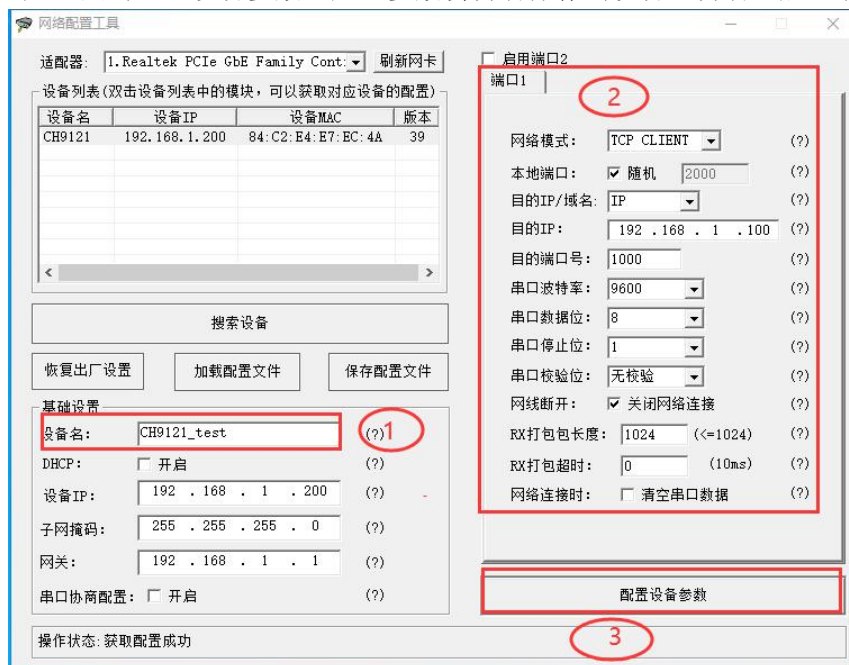 网络配置工具
适配器: 1.Realtek PCIe GbE Family Cont: 刷新网卡
设备列表(双击设备列表中的模块，可以获取对应设备的配置)
设备名 设备IP 设备MAC 版本
CH9121 192.168.1.200 84:C2:E4:E7:EC:4A 39
搜索设备
恢复出厂设置 加载配置文件 保存配置文件
基础设置
设备名: CH9121_test (?) 1
DHCP: 开启 (?)
设备IP: 192 .168 . 1 . 200 (?)
子网掩码: 255 . 255 . 255 . 0 (?)
网关: 192 .168 . 1 . 1 (?)
串口协商配置: 开启 (?)
启用端口2
端口1 2
网络模式: TCP CLIENT (?)
本地端口: 随机 2000 (?)
目的IP/域名: IP (?)
目的IP: 192 .168 . 1 .100 (?)
目的端口号: 1000 (?)
串口波特率: 9600 (?)
串口数据位: 8 (?)
串口停止位: 1 (?)
串口校验位: 无校验 (?)
网线断开: 关闭网络连接 (?)
RX打包包长度: 1024 (<=1024) (?)
RX打包超时: 0 (10ms) (?)
网络连接时: 清空串口数据 (?)
配置设备参数
3
操作状态:获取配置成功